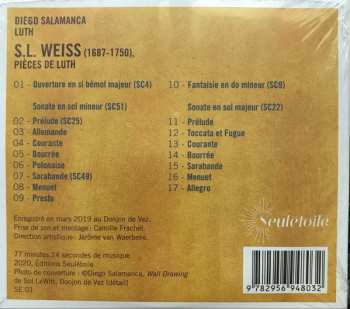 DIEGO SALAMANCA
LUTH
S.L. WEISS (1687-1750),
PIÈCES DE LUTH
01 - Ouverture en si bémol majeur (SC4)
Sonate en sol mineur (SC51)
02 - Prélude (SC25)
03 - Allemande
04 - Courante
05 - Bourrée
06 - Polonaise
07 - Sarabande (SC49)
08 - Menuet
09 - Presto
10 - Fantaisie en do mineur (SC9)
Sonate en sol majeur (SC22)
11 - Prélude
12 - Toccata et Fugue
13 - Courante
14 - Bourrée
15 - Sarabande
16 - Menuet
17 - Allegro
Enregistré en mars 2019 au Donjon de Vez.
Prise de son et montage : Camille Frachet.
Direction artistique : Jérôme van Waerbeke.
77 minutes 14 secondes de musique
2020, Éditions Seulétoile
Photo de couverture : ©Diego Salamanca, Wall Drawing
de Sol LeWitt, Donjon de Vez (détail)
SE 01
Seulétoile
9 782956 948032